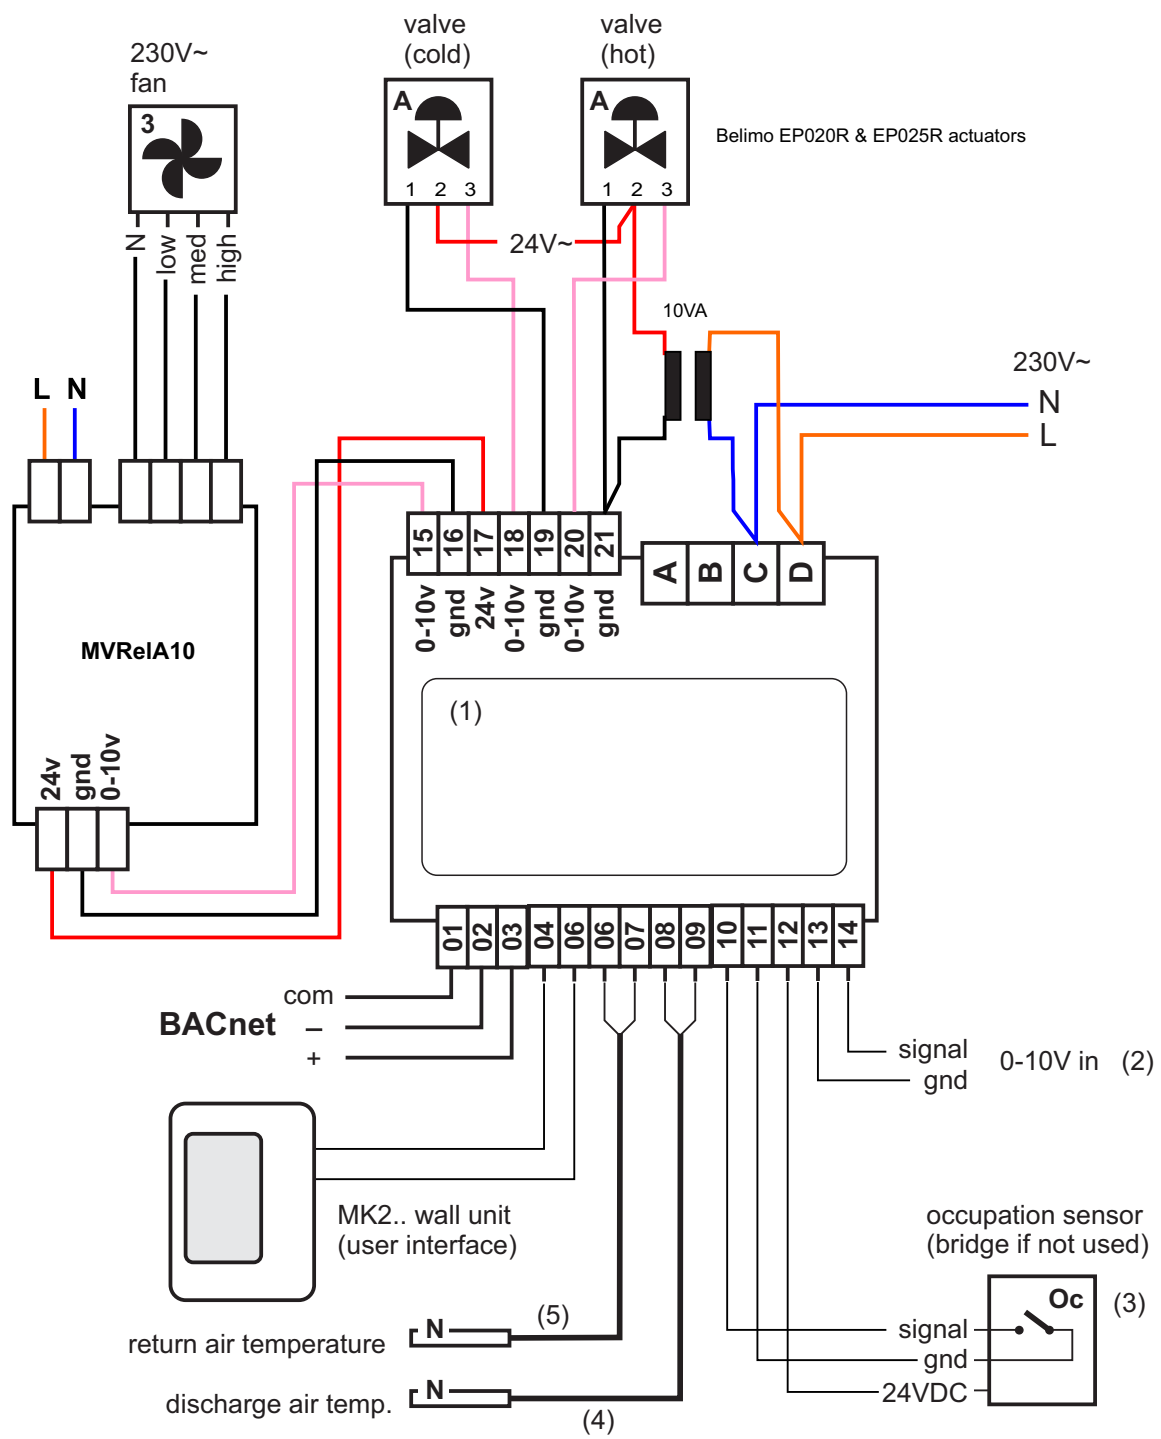 valve
(cold)
valve
(hot)
230V~
fan
3
A
A
Belimo EP020R & EP025R actuators
1 2 3
1 2 3
N
low
med
high
24V~
10VA
230V~
N
L
L N
15
16
17
18
19
20
21
A
B
C
D
0-10v
gnd
24v
0-10v
gnd
0-10v
gnd
MVRelA10
(1)
24v
gnd
0-10v
01
02
03
04
06
06
07
08
09
10
11
12
13
14
com
BACnet –
+
signal
gnd
0-10V in (2)
MK2.. wall unit
(user interface)
occupation sensor
(bridge if not used)
Oc
(3)
(5)
N
return air temperature
signal
gnd
24VDC
N
discharge air temp.
(4)